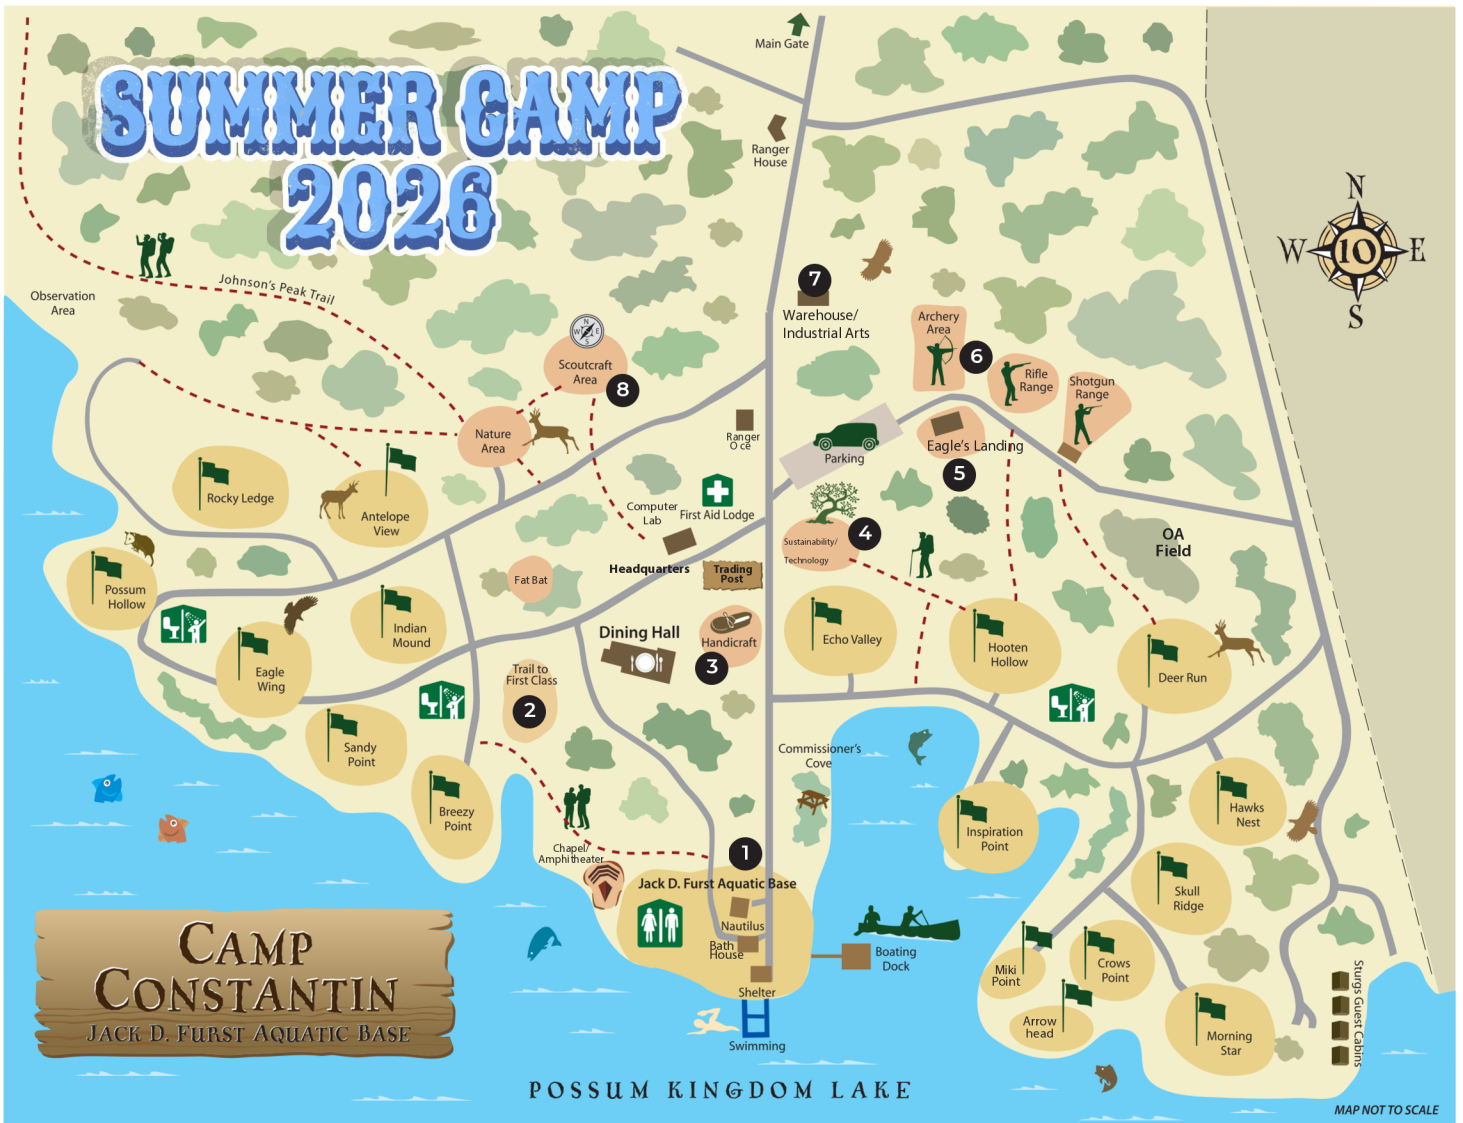 Main Gate
SUMMER CAMP
2026
Ranger
House
N
W
10
E
S
Johnson's Peak Trail
Observation
Area
7
Warehouse/
Industrial Arts
N
W
E
S
Scoutcraft
Area
8
Archery
Area
6
Rifle
Range
Shotgun
Range
Nature
Area
Ranger
O ce
Parking
Eagle's Landing
5
Rocky Ledge
Antelope
View
Computer
Lab
First Aid Lodge
Sustainability/
Technology
4
OA
Field
Headquarters
Trading
Post
Fat Bat
Possum
Hollow
Indian
Mound
Eagle
Wing
Dining Hall
Handicraft
3
Echo Valley
Hooten
Hollow
Deer Run
Trail to
First Class
2
Sandy
Point
Breezy
Point
Commissioner's
Cove
Inspiration
Point
Hawks
Nest
Chapel/
Amphitheater
1
Jack D. Furst Aquatic Base
Nautilus
Bath
House
Shelter
Swimming
Boating
Dock
Skull
Ridge
Miki
Point
Crows
Point
Arrow
head
Morning
Star
Sturgs Guest Cabins
CAMP
CONSTANTIN
JACK D. FURST AQUATIC BASE
POSSUM KINGDOM LAKE
MAP NOT TO SCALE